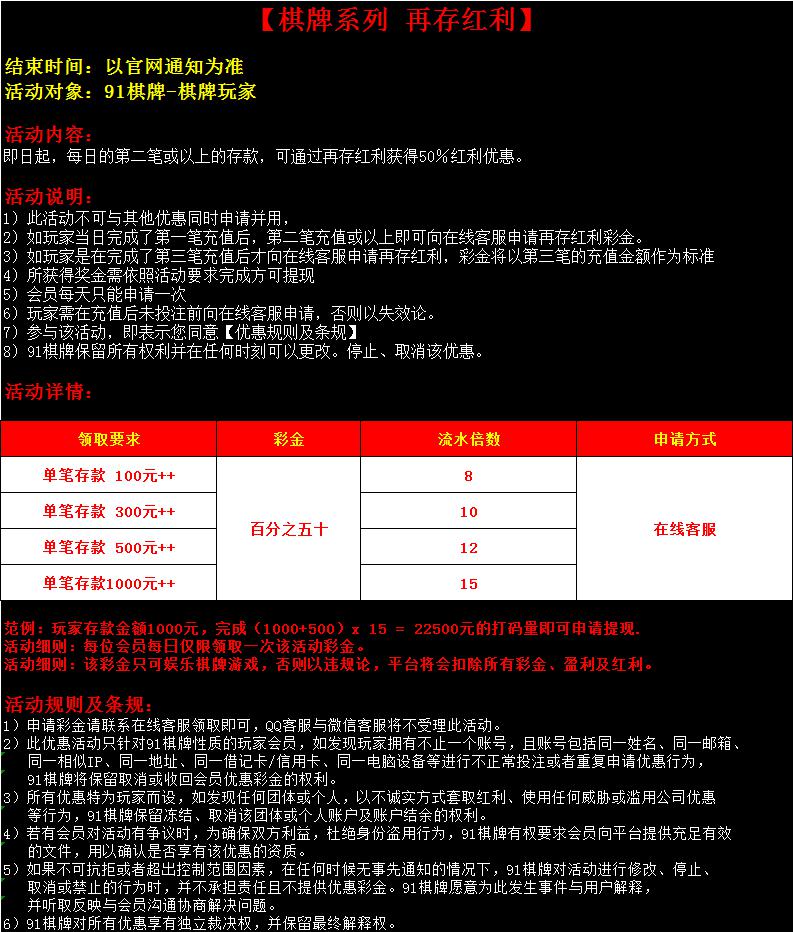 【棋牌系列 再存红利】
结束时间：以官网通知为准
活动对象：91棋牌-棋牌玩家
活动内容：
即日起，每日的第二笔或以上的存款，可通过再存红利获得50%红利优惠。
活动说明：
1）此活动不可与其他优惠同时申请并用，
2）如玩家当日完成了第一笔充值后，第二笔充值或以上即可向在线客服申请再存红利彩金。
3）如玩家是在完成了第三笔充值后才向在线客服申请再存红利，彩金将以第三笔的充值金额作为标准
4）所获得奖金需依照活动要求完成方可提现
5）会员每天只能申请一次
6）玩家需在充值后未投注前向在线客服申请，否则以失效论。
7）参与该活动，即表示您同意【优惠规则及条规】
8）91棋牌保留所有权利并在任何时刻可以更改。停止、取消该优惠。
活动详情：
领取要求 彩金 流水倍数 申请方式
单笔存款 100元++ 8
单笔存款 300元++ 10
百分之五十 在线客服
单笔存款 500元++ 12
单笔存款1000元++ 15
范例：玩家存款金额1000元，完成（1000+500）x 15 = 22500元的打码量即可申请提现.
活动细则：每位会员每日仅限领取一次该活动彩金。
活动细则：该彩金只可娱乐棋牌游戏，否则以违规论，平台将会扣除所有彩金、盈利及红利。
活动规则及条规：
1）申请彩金请联系在线客服领取即可，QQ客服与微信客服将不受理此活动。
2）此优惠活动只针对91棋牌性质的玩家会员，如发现玩家拥有不止一个账号，且账号包括同一姓名、同一邮箱、
同一相似IP、同一地址、同一借记卡/信用卡、同一电脑设备等进行不正常投注或者重复申请优惠行为，
91棋牌将保留取消或收回会员优惠彩金的权利。
3）所有优惠特为玩家而设，如发现任何团体或个人，以不诚实方式套取红利、使用任何威胁或滥用公司优惠
等行为，91棋牌保留冻结、取消该团体或个人账户及账户结余的权利。
4）若有会员对活动有争议时，为确保双方利益，杜绝身份盗用行为，91棋牌有权要求会员向平台提供充足有效
的文件，用以确认是否享有该优惠的资质。
5）如果不可抗拒或者超出控制范围因素，在任何时候无事先通知的情况下，91棋牌对活动进行修改、停止、
取消或禁止的行为时，并不承担责任且不提供优惠彩金。91棋牌愿意为此发生事件与用户解释，
并听取反映与会员沟通协商解决问题。
6）91棋牌对所有优惠享有独立裁决权，并保留最终解释权。